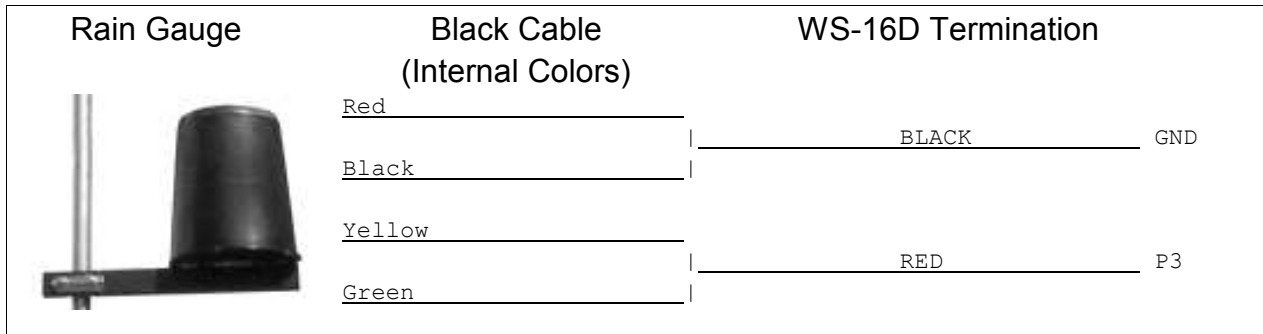 Rain Gauge
Black Cable
(Internal Colors)
WS-16D Termination
Red
BLACK GND
Black
Yellow
RED P3
Green